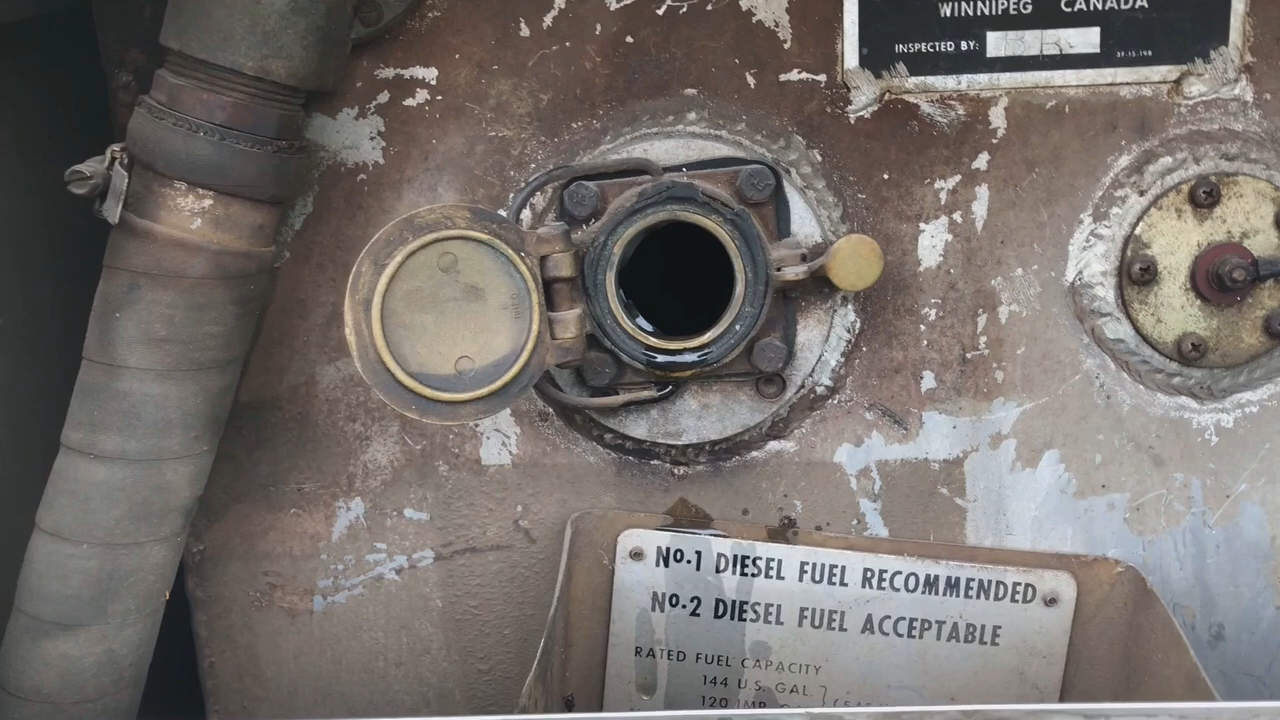 WINNIPEG CANADA
INSPECTED BY: B.B.
Nº.1 DIESEL FUEL RECOMMENDED
Nº.2 DIESEL FUEL ACCEPTABLE
RATED FUEL CAPACITY
144 U.S. GAL.
120 IMP.